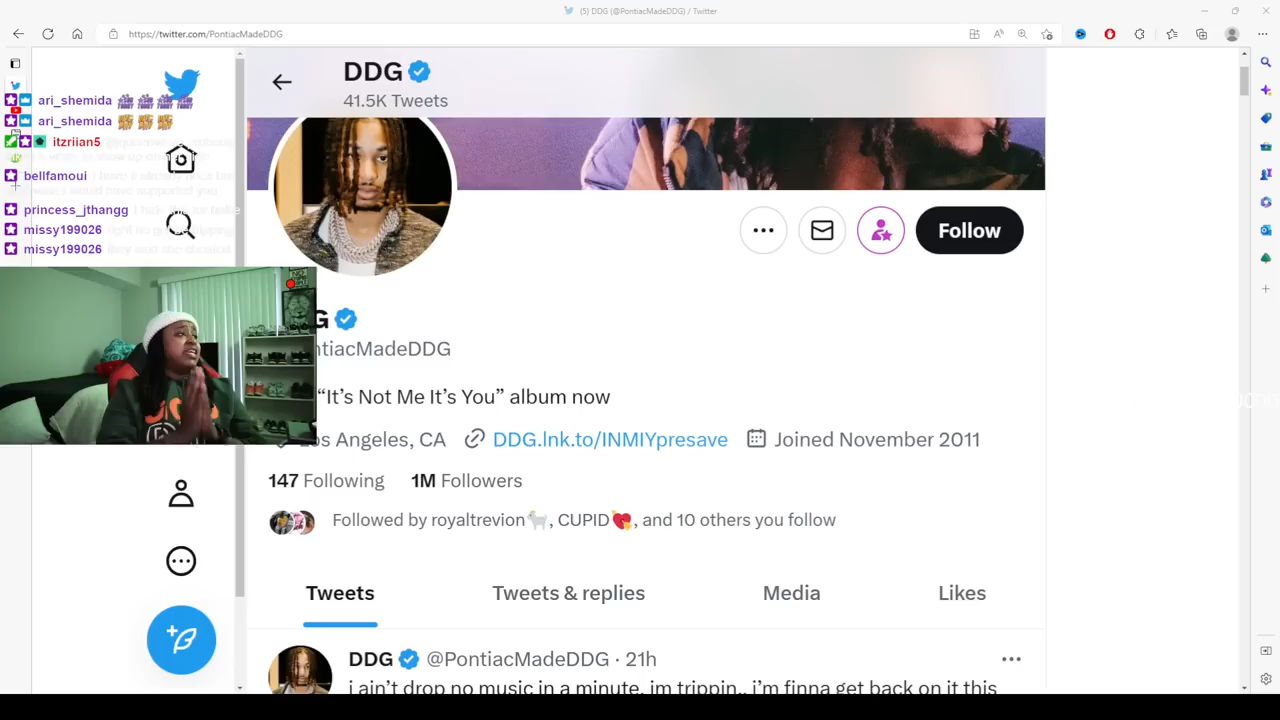 (5) DDG (@PontiacMadeDDG) / Twitter
https://twitter.com/PontiacMadeDDG
DDG
41.5K Tweets
ari_shemida
ari_shemida
itzriian5
bellfamoui
princess_jthangg
missy199026
missy199026
Follow
G
ntiacMadeDDG
“It’s Not Me It’s You” album now
os Angeles, CA DDG.lnk.to/INMIYpresave Joined November 2011
147 Following 1M Followers
Followed by royaltrevion🐐, CUPID💘, and 10 others you follow
Tweets Tweets & replies Media Likes
DDG @PontiacMadeDDG · 21h
i ain’t drop no music in a minute. im trippin.. i’m finna get back on it this